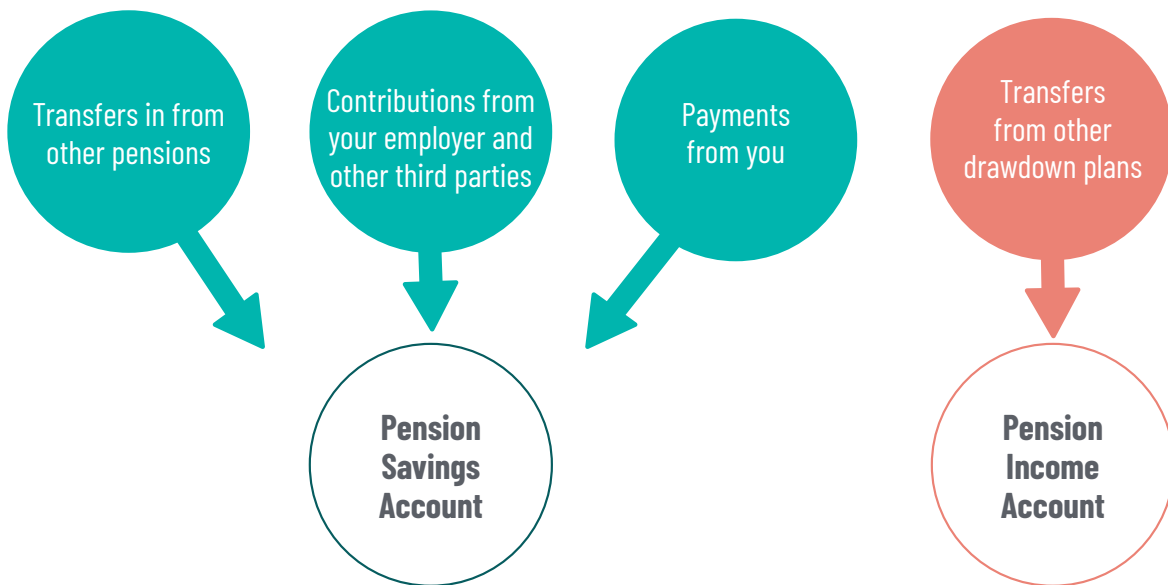 Transfers in from
other pensions
Contributions from
your employer and
other third parties
Payments
from you
Transfers
from other
drawdown plans
Pension
Savings
Account
Pension
Income
Account